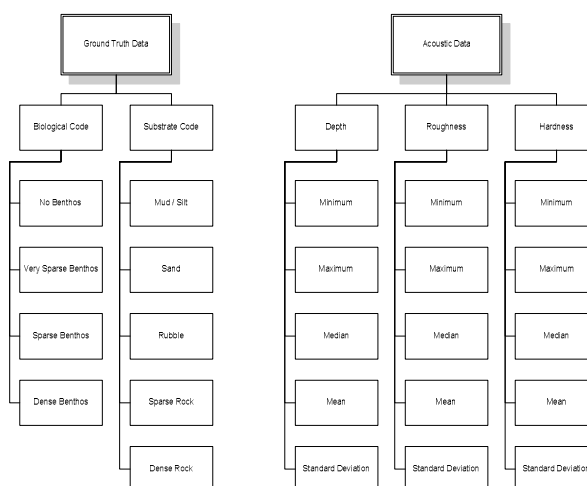 Ground Truth Data
Biological Code
No Benthos
Very Sparse Benthos
Sparse Benthos
Dense Benthos
Substrate Code
Mud / Silt
Sand
Rubble
Sparse Rock
Dense Rock
Acoustic Data
Depth
Minimum
Maximum
Median
Mean
Standard Deviation
Roughness
Minimum
Maximum
Median
Mean
Standard Deviation
Hardness
Minimum
Maximum
Median
Mean
Standard Deviation